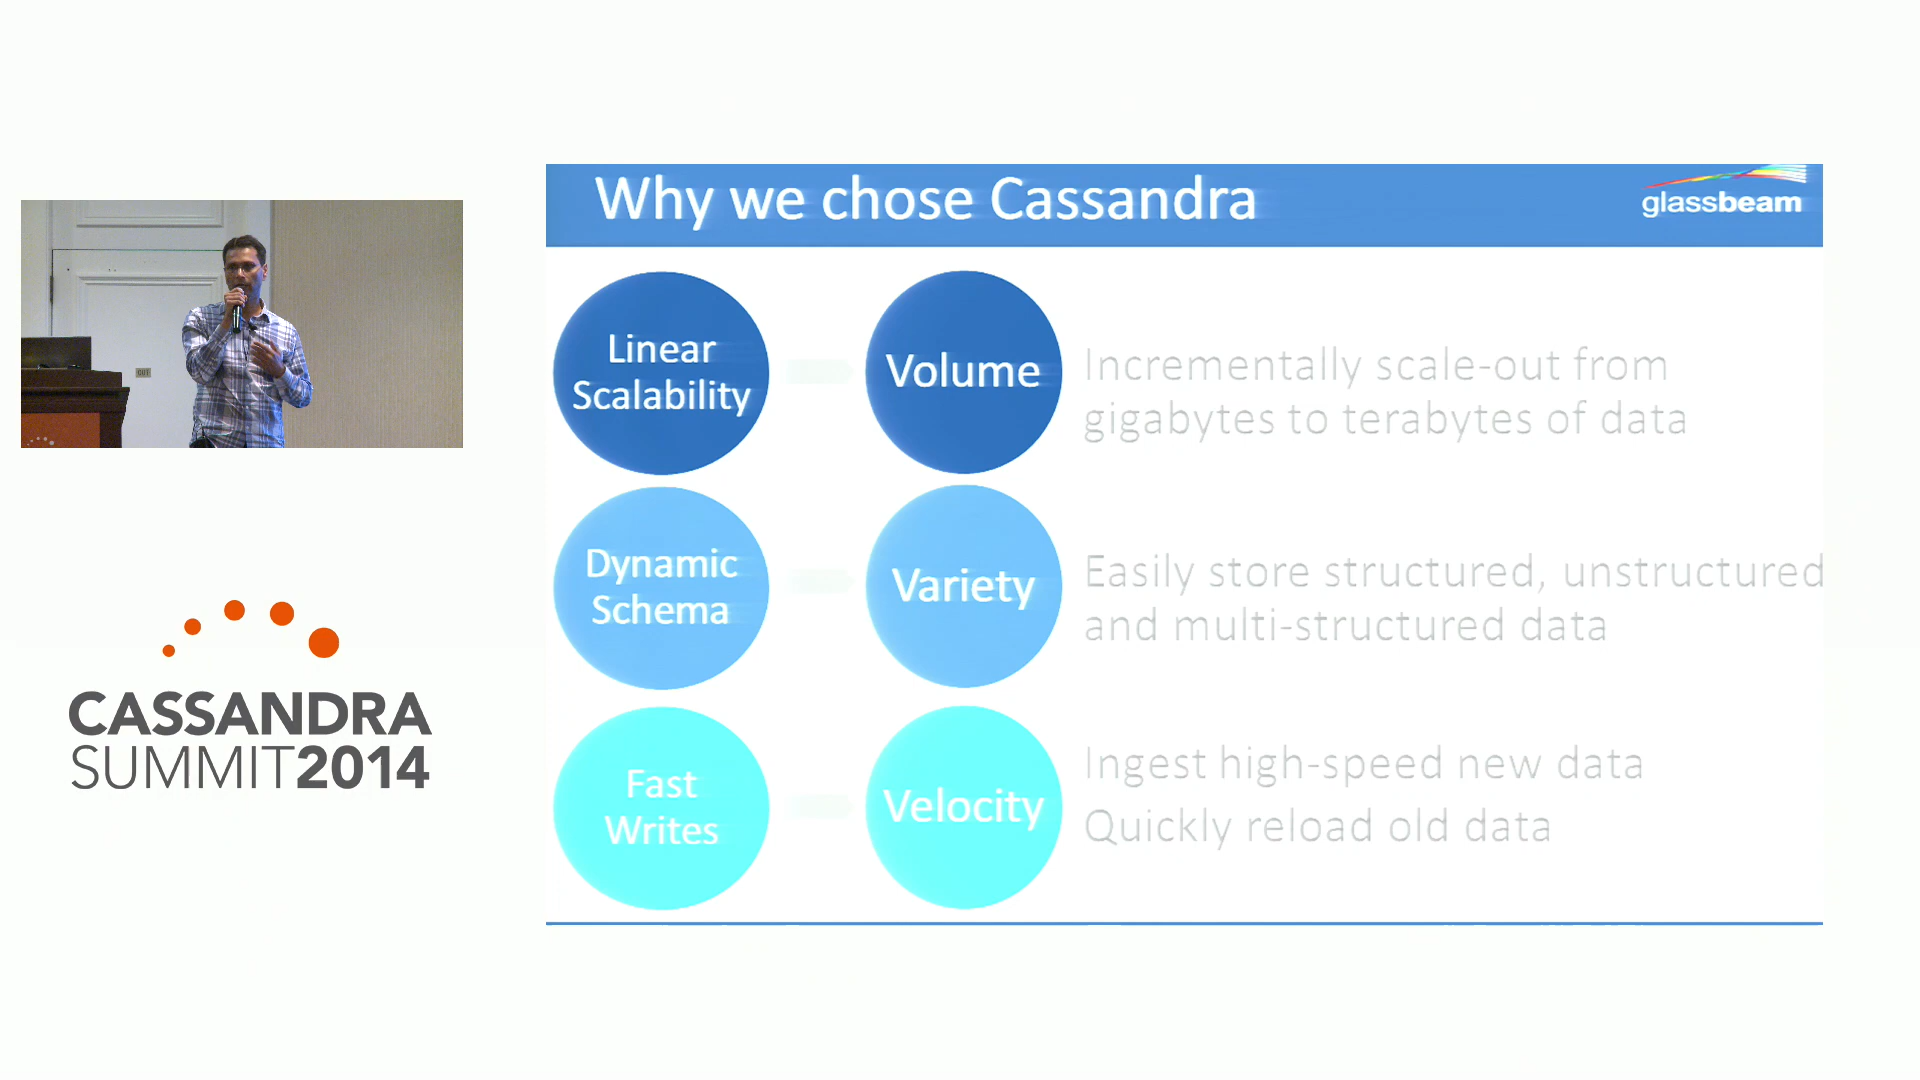 Why we chose Cassandra
glassbeam
Linear
Scalability
Volume
Incrementally scale-out from
gigabytes to terabytes of data
Dynamic
Schema
Variety
Easily store structured, unstructured
and multi-structured data
Fast
Writes
Velocity
Ingest high-speed new data
Quickly reload old data
CASSANDRA
SUMMIT2014